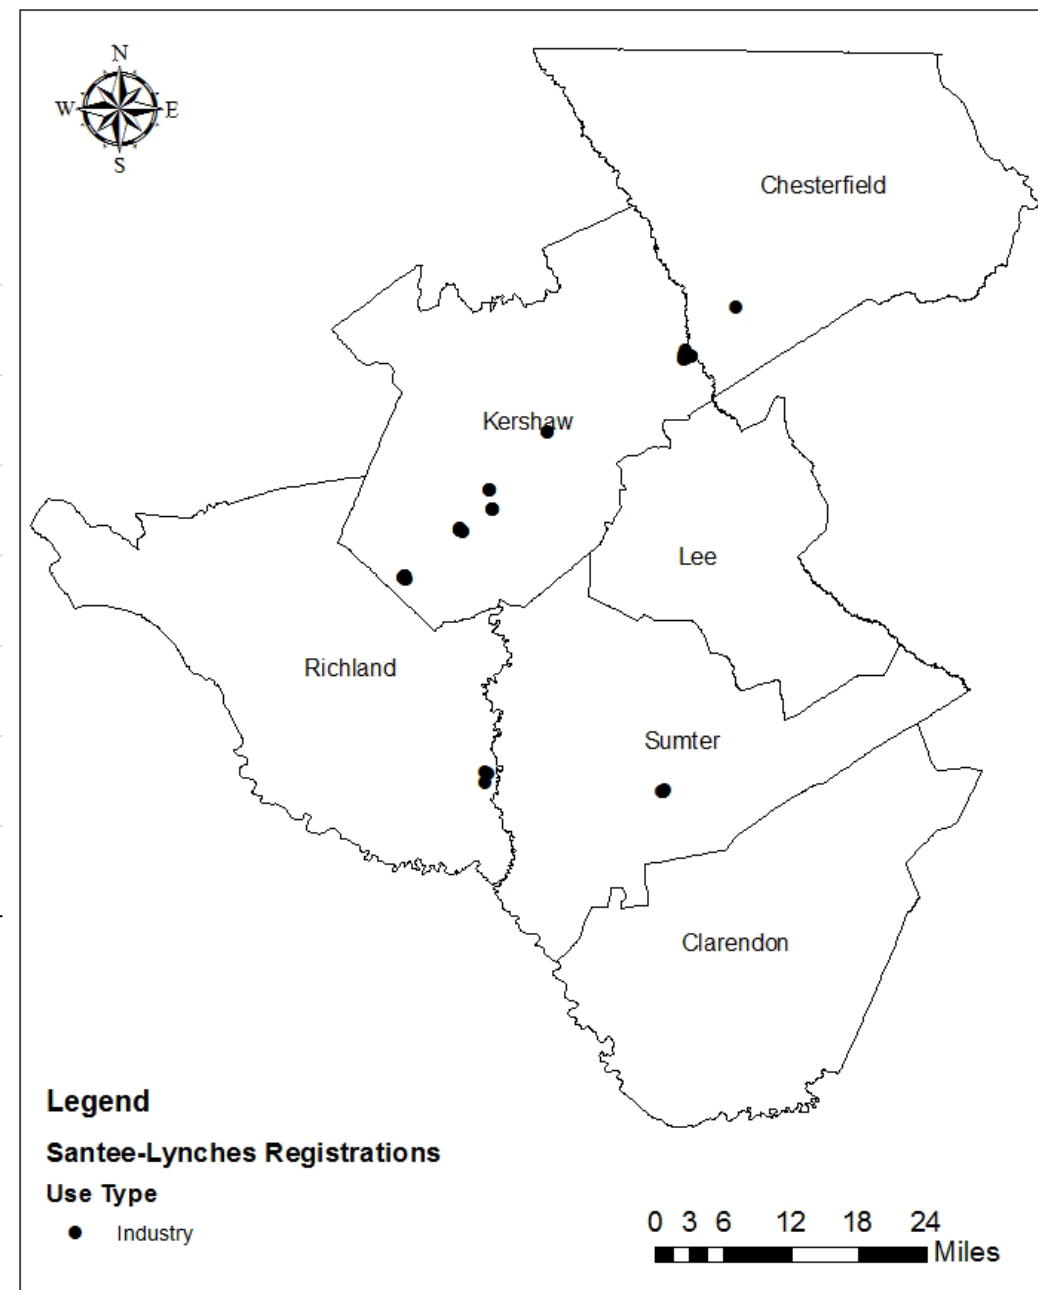 N
W E
S
Chesterfield
Kershaw
Lee
Richland
Sumter
Clarendon
Legend
Santee-Lynches Registrations
Use Type
Industry
0 3 6 12 18 24
Miles